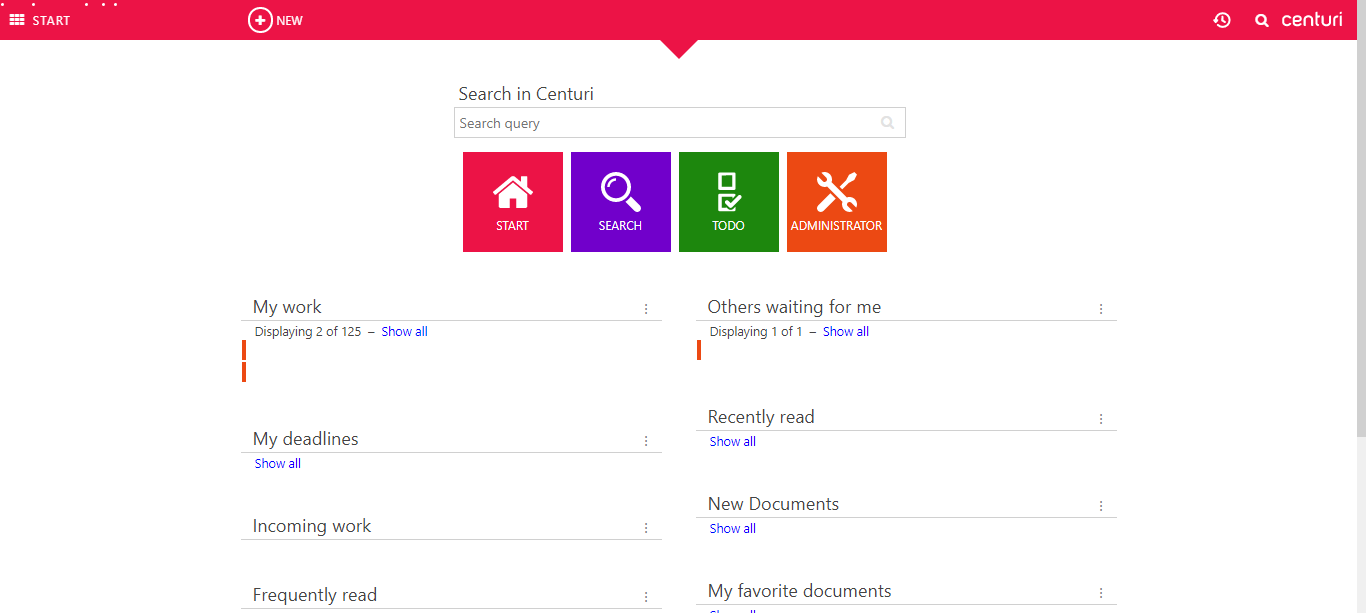 START
NEW
centuri
Search in Centuri
Search query
START
SEARCH
TODO
ADMINISTRATOR
My work
Displaying 2 of 125 – Show all
My deadlines
Show all
Incoming work
Frequently read
Others waiting for me
Displaying 1 of 1 – Show all
Recently read
Show all
New Documents
Show all
My favorite documents